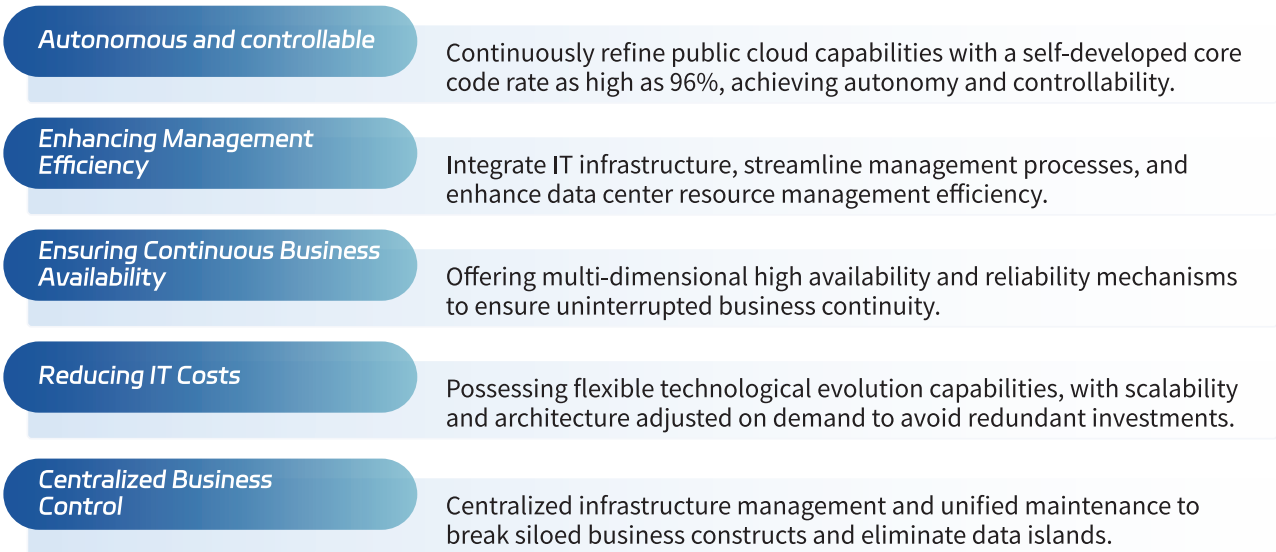 Autonomous and controllable
Continuously refine public cloud capabilities with a self-developed core
code rate as high as 96%, achieving autonomy and controllability.
Enhancing Management
Efficiency
Integrate IT infrastructure, streamline management processes, and
enhance data center resource management efficiency.
Ensuring Continuous Business
Availability
Offering multi-dimensional high availability and reliability mechanisms
to ensure uninterrupted business continuity.
Reducing IT Costs
Possessing flexible technological evolution capabilities, with scalability
and architecture adjusted on demand to avoid redundant investments.
Centralized Business
Control
Centralized infrastructure management and unified maintenance to
break siloed business constructs and eliminate data islands.